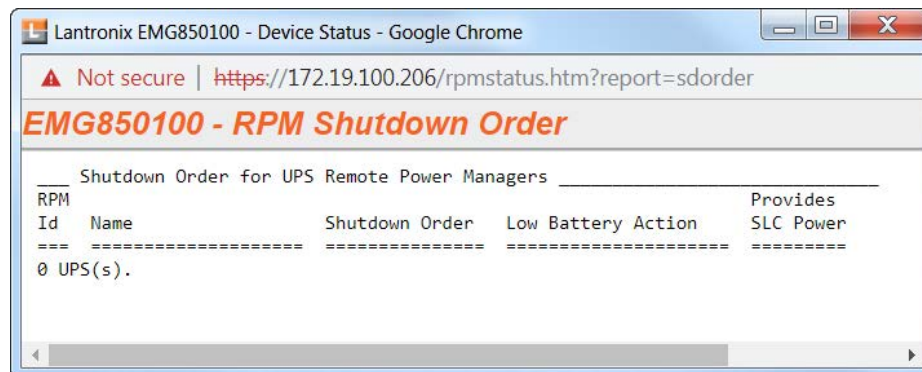 Lantronix EMG850100 - Device Status - Google Chrome
Not secure | https://172.19.100.206/rpmstatus.htm?report=sdorder
EMG850100 - RPM Shutdown Order
___ Shutdown Order for UPS Remote Power Managers ______________________________
RPM Provides
Id Name Shutdown Order Low Battery Action SLC Power
=== ==================== =============== ===================== =========
0 UPS(s).